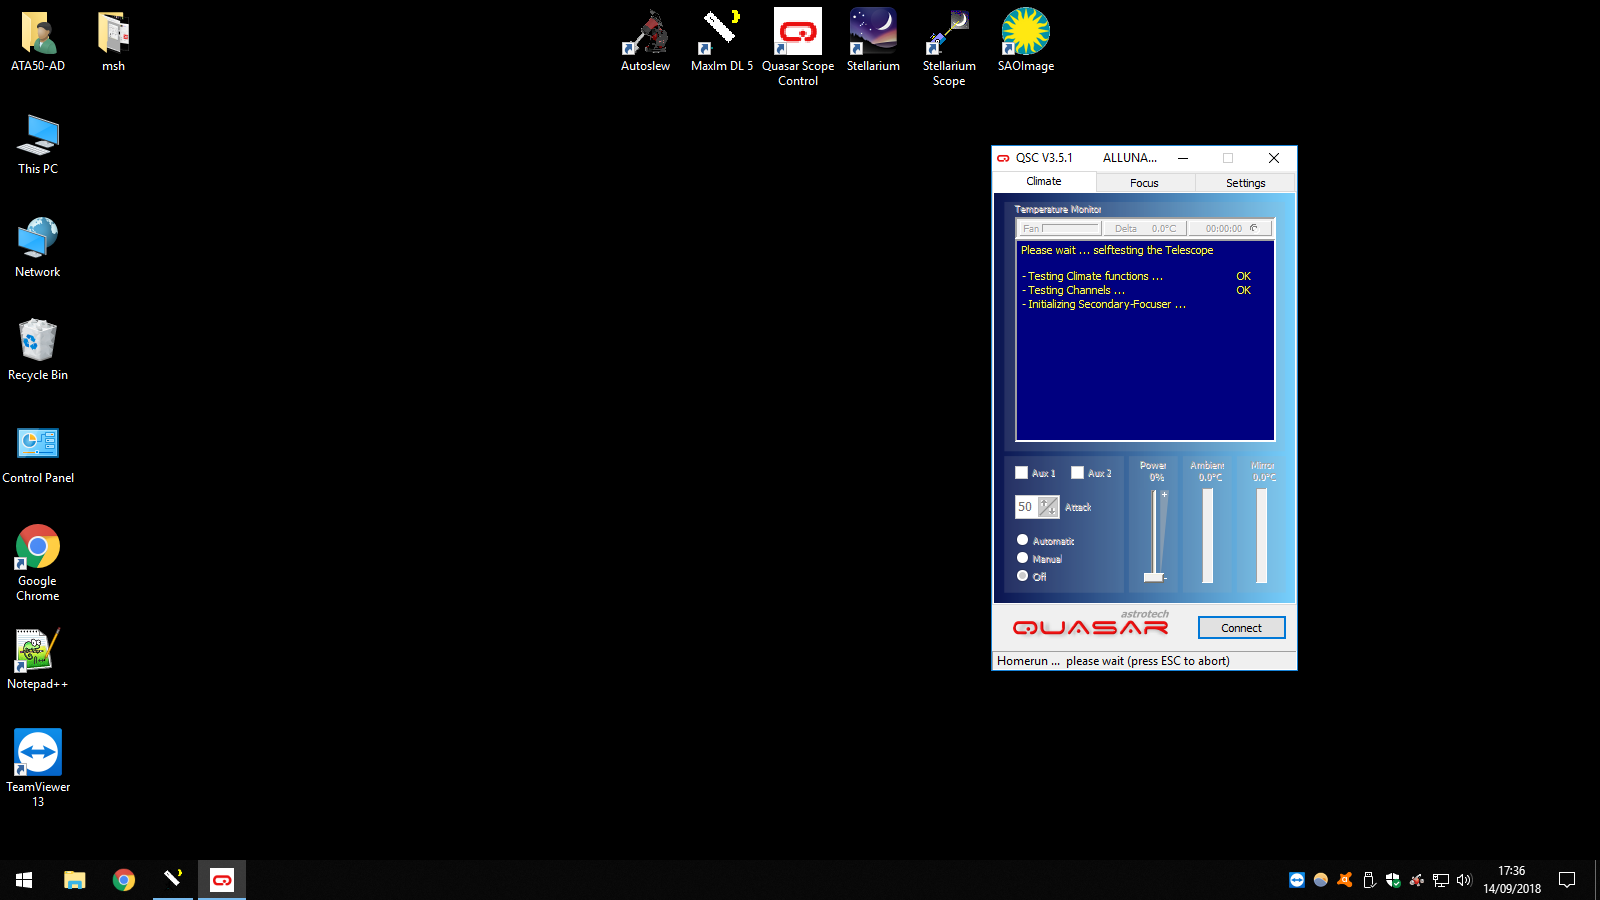 ATA50-AD
msh
Autoslew
MaxIm DL 5
Quasar Scope
Control
Stellarium
Stellarium
Scope
SAOImage
This PC
Network
Recycle Bin
Control Panel
Google
Chrome
Notepad++
TeamViewer
13
QSC V3.5.1 ALLUNA...
Climate Focus Settings
Temperature Monitor
Fan Delta 0.0°C 00:00:00
Please wait ... selftesting the Telescope
- Testing Climate functions ... OK
- Testing Channels ... OK
- Initializing Secondary-Focuser ...
Aux 1 Aux 2
50 Attack
Automatic
Manual
Off
Power
0%
+
-
Ambient
0.0°C
Mirror
0.0°C
astrotech
QUASAR
Connect
Homerun ... please wait (press ESC to abort)
17:36
14/09/2018